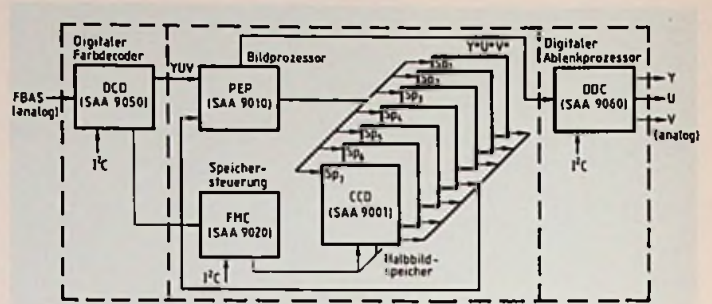 Digitaler
Farbdecoder
FBAS
(analog)
DCD
(SAA 9050)
I²C
YUV
Bildprozessor
PEP
(SAA 9010)
Speicher-
steuerung
FMC
(SAA 9020)
I²C
Y*U*V*
Sp₁
Sp₂
Sp₃
Sp₄
Sp₅
Sp₆
Sp₇
CCD
(SAA 9001)
Halbbild-
speicher
Digitaler
Ablenkprozessor
DDC
(SAA 9060)
I²C
Y
U
V
(analog)